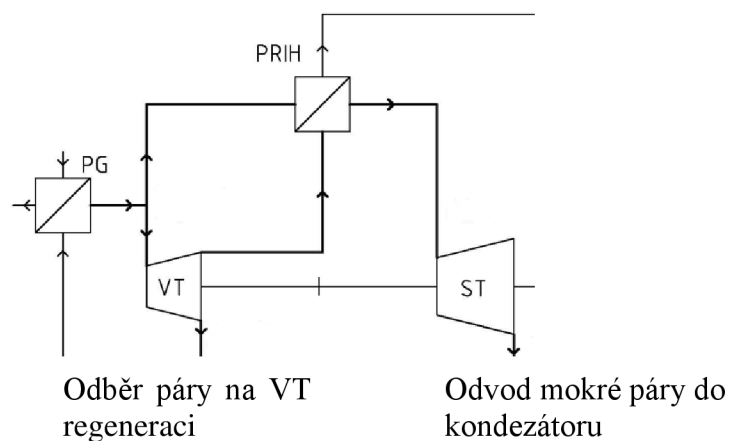 PRIH
PG
VT
ST
Odběr páry na VT
regeneraci
Odvod mokré páry do
kondezátoru